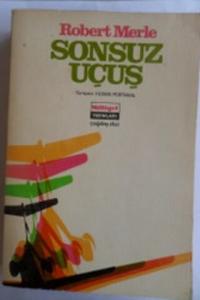 Robert Merle
SONSUZ
UÇUŞ
Milliyet
YAYINLARI